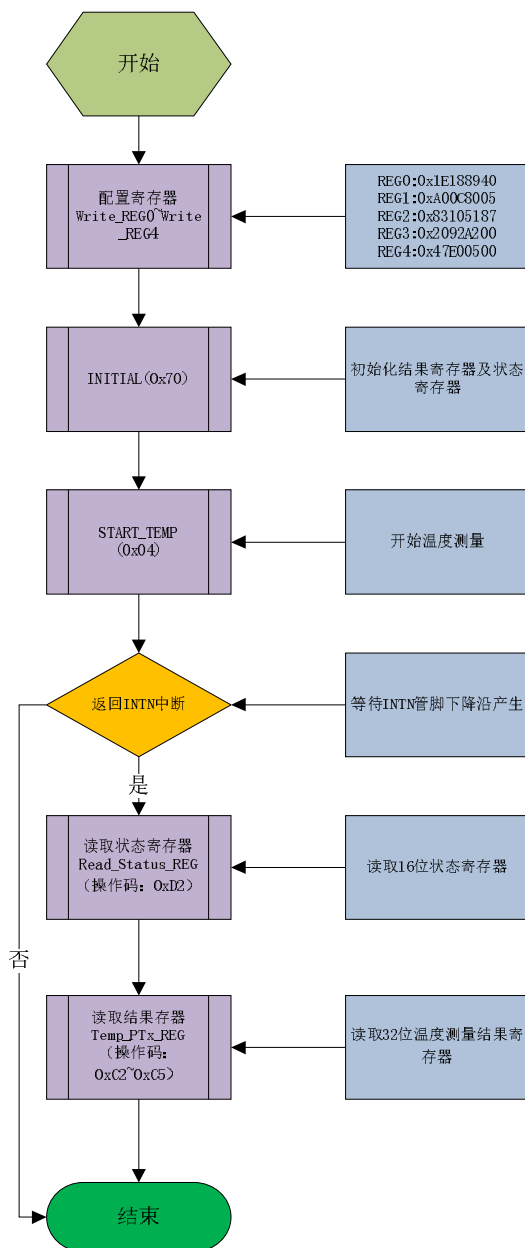 开始
配置寄存器
Write_REG0~Write
_REG4
REG0:0x1E188940
REG1:0xA00C8005
REG2:0x83105187
REG3:0x2092A200
REG4:0x47E00500
INITIAL(0x70)
初始化结果寄存器及状态
寄存器
START_TEMP
(0x04)
开始温度测量
返回INTN中断
等待INTN管脚下降沿产生
是
读取状态寄存器
Read_Status_REG
(操作码：0xD2)
读取16位状态寄存器
否
读取结果存器
Temp_PTx_REG
（操作码：
0xC2~0xC5）
读取32位温度测量结果寄
存器
结束